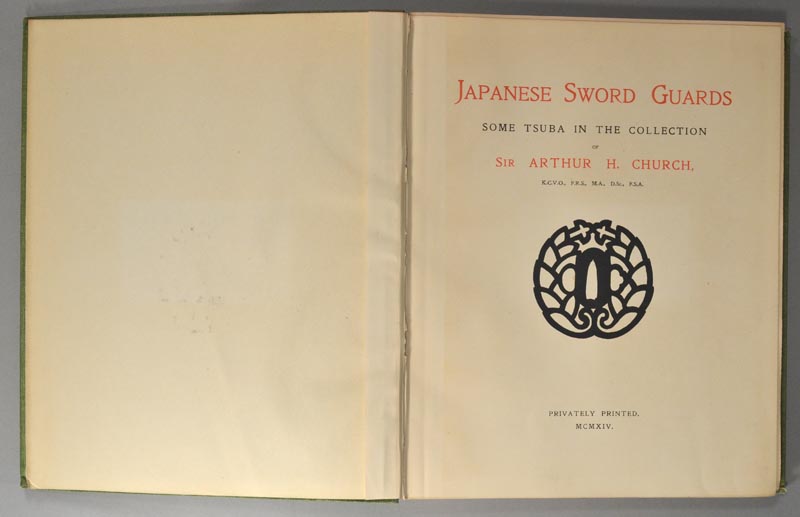 JAPANESE SWORD GUARDS
SOME TSUBA IN THE COLLECTION
OF
SIR ARTHUR H. CHURCH,
K.C.V.O., F.R.S., M.A., D.Sc., F.S.A.
PRIVATELY PRINTED.
MCMXIV.